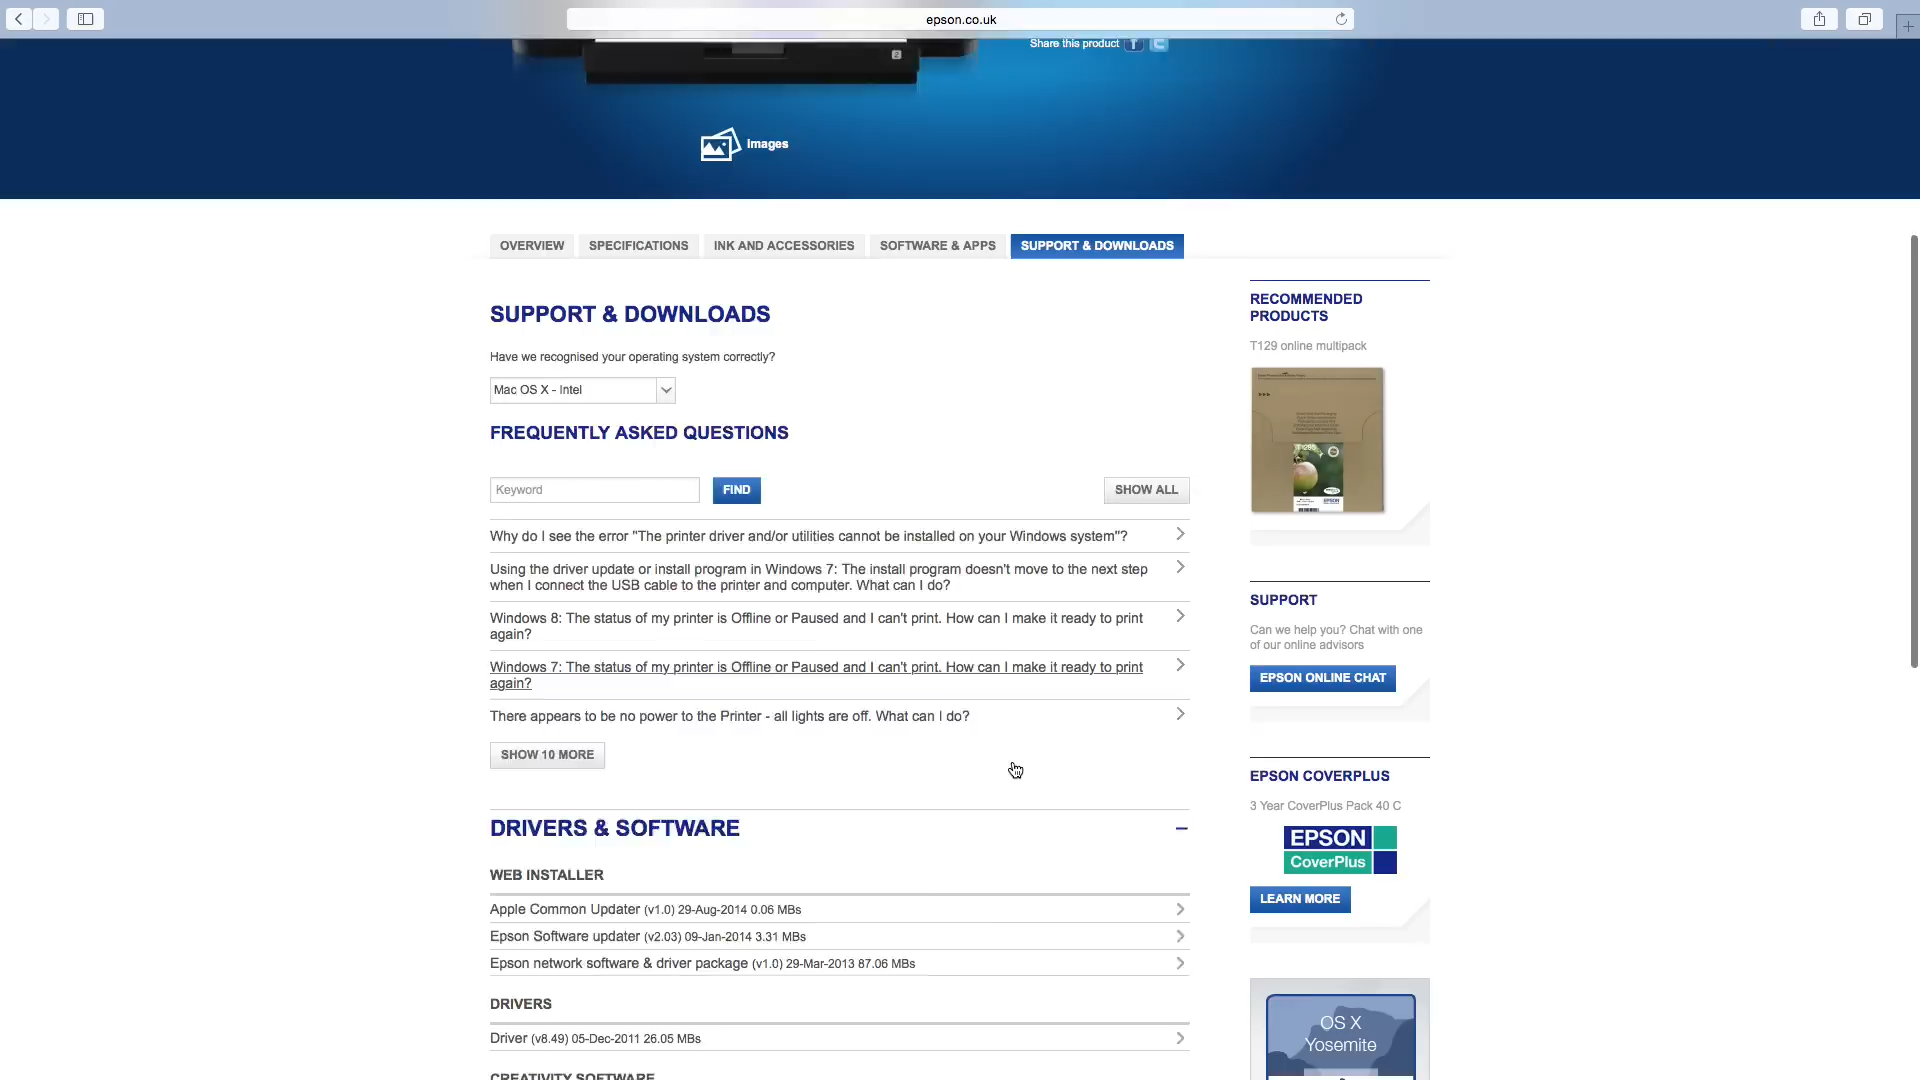 epson.co.uk
Share this product
Images
OVERVIEW
SPECIFICATIONS
INK AND ACCESSORIES
SOFTWARE & APPS
SUPPORT & DOWNLOADS
SUPPORT & DOWNLOADS
Have we recognised your operating system correctly?
Mac OS X - Intel
FREQUENTLY ASKED QUESTIONS
Keyword
FIND
SHOW ALL
Why do I see the error "The printer driver and/or utilities cannot be installed on your Windows system"?
Using the driver update or install program in Windows 7: The install program doesn't move to the next step
when I connect the USB cable to the printer and computer. What can I do?
Windows 8: The status of my printer is Offline or Paused and I can't print. How can I make it ready to print
again?
Windows 7: The status of my printer is Offline or Paused and I can't print. How can I make it ready to print
again?
There appears to be no power to the Printer - all lights are off. What can I do?
SHOW 10 MORE
DRIVERS & SOFTWARE
WEB INSTALLER
Apple Common Updater (v1.0) 29-Aug-2014 0.06 MBs
Epson Software updater (v2.03) 09-Jan-2014 3.31 MBs
Epson network software & driver package (v1.0) 29-Mar-2013 87.06 MBs
DRIVERS
Driver (v8.49) 05-Dec-2011 26.05 MBs
CREATIVITY SOFTWARE
RECOMMENDED
PRODUCTS
T129 online multipack
EPSON
SUPPORT
Can we help you? Chat with one
of our online advisors
EPSON ONLINE CHAT
EPSON COVERPLUS
3 Year CoverPlus Pack 40 C
EPSON
CoverPlus
LEARN MORE
OS X
Yosemite